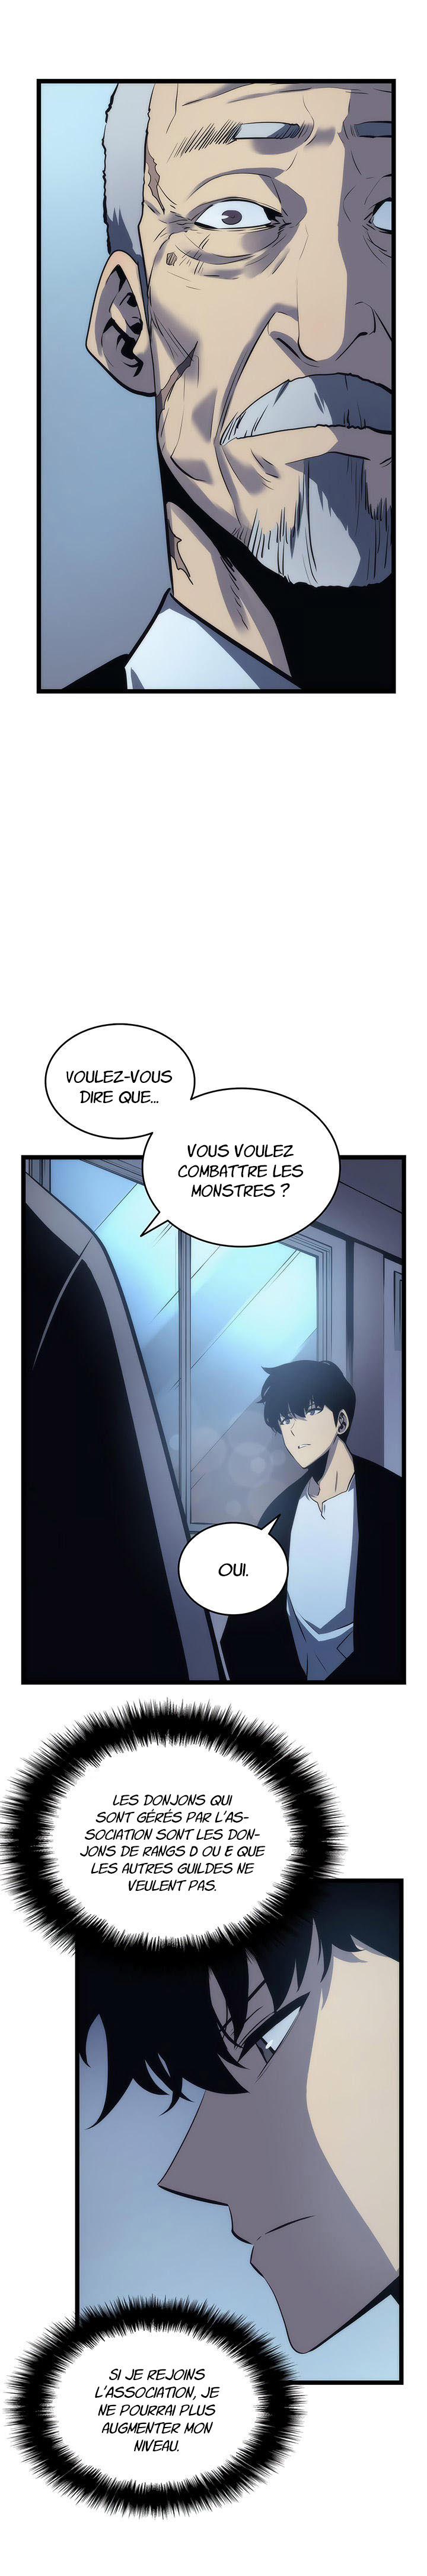 VOULEZ-VOUS
DIRE QUE...
VOUS VOULEZ
COMBATTRE LES
MONSTRES ?
OUI.
LES DONJONS QUI
SONT GÉRÉS PAR L'AS-
SOCIATION SONT LES DON-
JONS DE RANGS D OU E QUE
LES AUTRES GUILDES NE
VEULENT PAS.
SI JE REJOINS
L'ASSOCIATION, JE
NE POURRAI PLUS
AUGMENTER MON
NIVEAU.